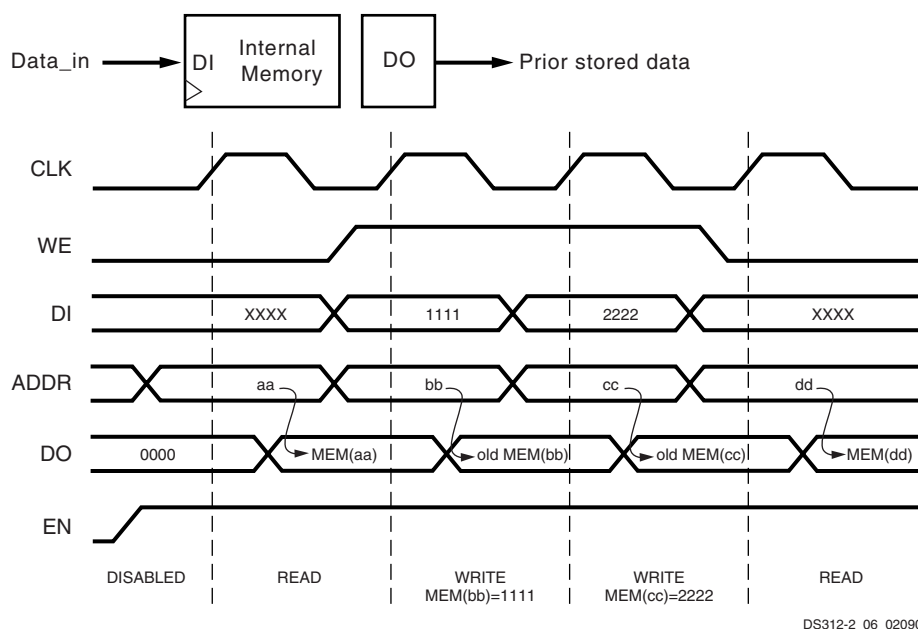 Data_in DI Internal Memory DO Prior stored data
CLK
WE
DI XXXX 1111 2222 XXXX
ADDR aa bb cc dd
DO 0000 MEM(aa) old MEM(bb) old MEM(cc) MEM(dd)
EN
DISABLED READ WRITE WRITE READ
MEM(bb)=1111 MEM(cc)=2222